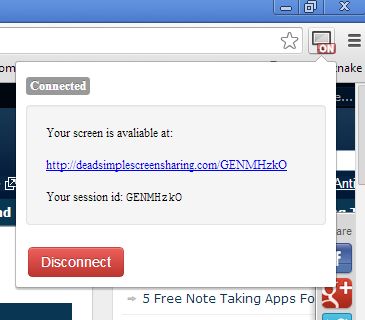 ON
om
nake
Connected
e...
Your screen is avaliable at:
http://deadsimplescreensharing.com/GENMHzkO
Anti
Your session id: GENMHzkO
nd
are
Disconnect
5 Free Note Taking Apps Fo